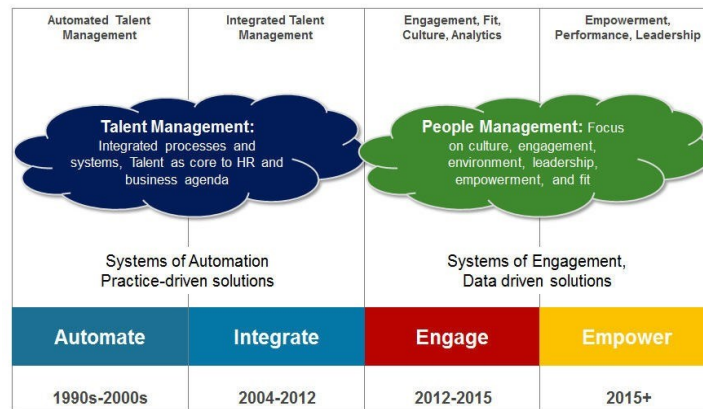 Automated Talent
Management
Integrated Talent
Management
Engagement, Fit,
Culture, Analytics
Empowerment,
Performance, Leadership
Talent Management:
Integrated processes and
systems, Talent as core to HR and
business agenda
People Management: Focus
on culture, engagement,
environment, leadership,
empowerment, and fit
Systems of Automation
Practice-driven solutions
Systems of Engagement,
Data driven solutions
Automate
Integrate
Engage
Empower
1990s-2000s
2004-2012
2012-2015
2015+